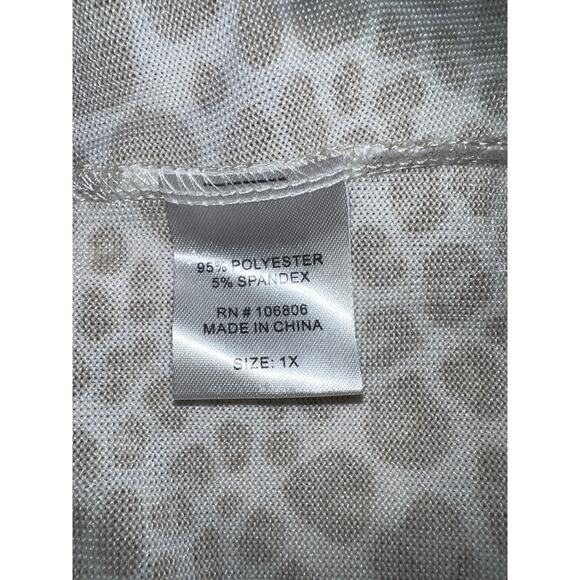 95% POLYESTER
5% SPANDEX
RN # 106806
MADE IN CHINA
SIZE: 1X